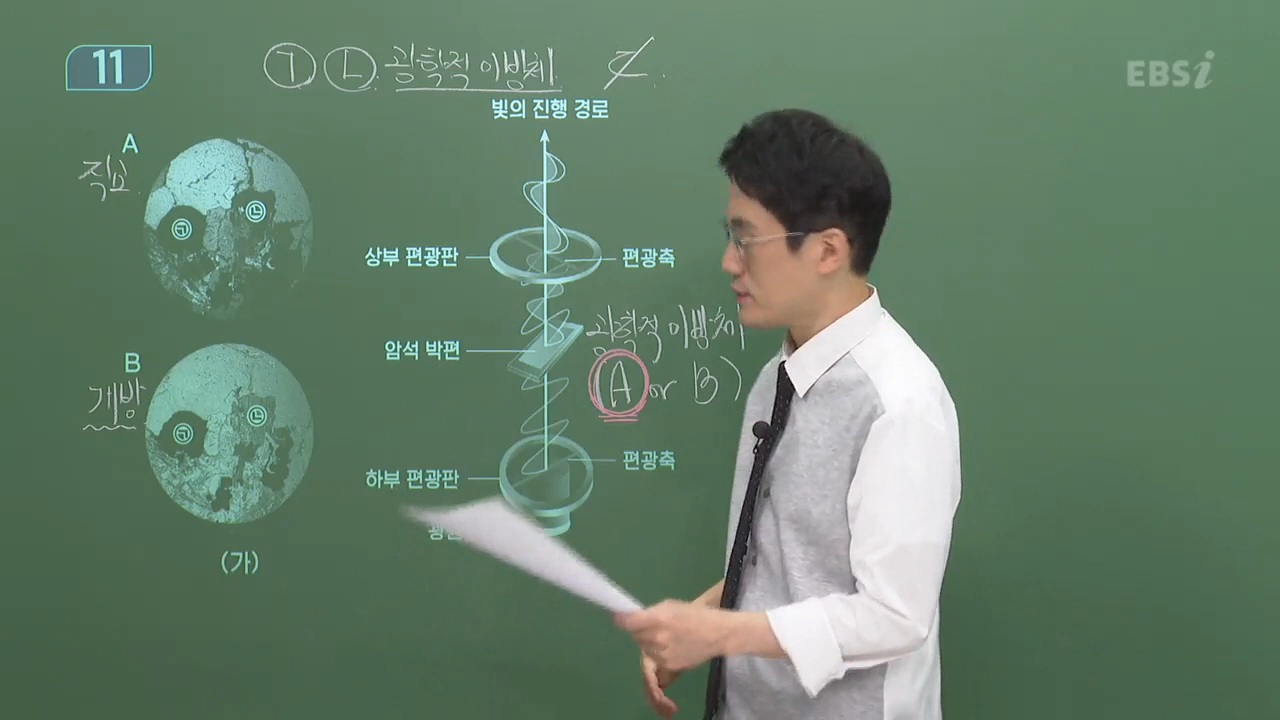 11
ㄱ ㄴ 광학적 이방체. ㄷ.
EBSi
빛의 진행 경로
A
직교
ㄱ ㄴ
상부 편광판
편광축
광학적 이방체
암석 박편
(A or B)
B
개방
ㄱ ㄴ
편광축
하부 편광판
(가)